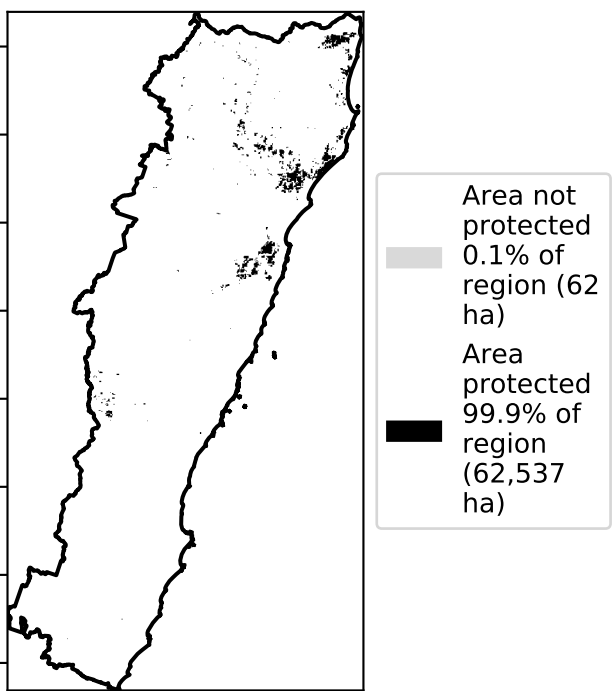 Area not
protected
0.1% of
region (62
ha)
Area
protected
99.9% of
region
(62,537
ha)